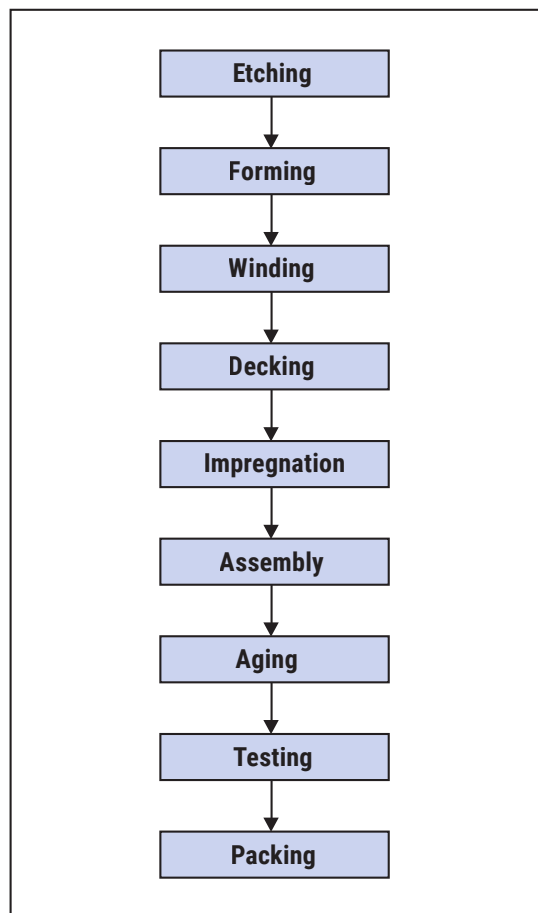 Etching
Forming
Winding
Decking
Impregnation
Assembly
Aging
Testing
Packing